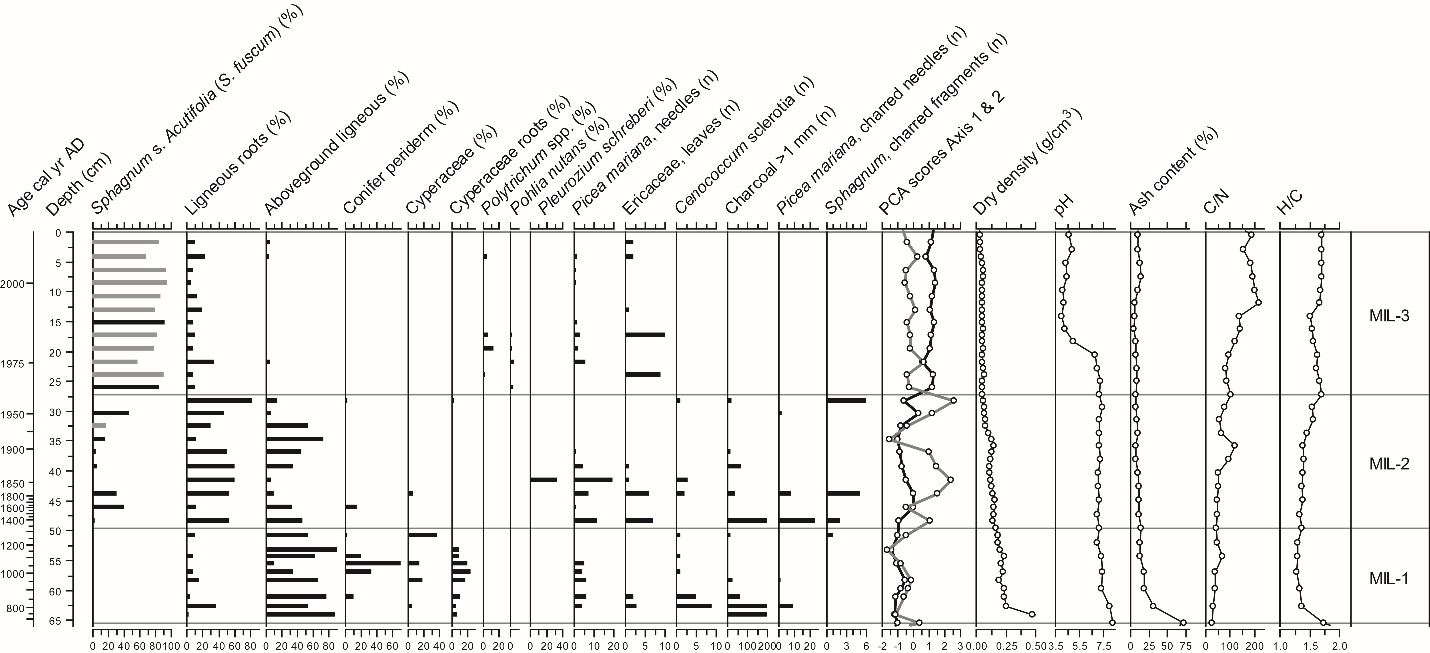 Age cal yr AD
Depth (cm)
Sphagnum s. Acutifolia (S. fuscum) (%)
Ligneous roots (%)
Aboveground ligneous (%)
Conifer periderm (%)
Cyperaceae (%)
Cyperaceae roots (%)
Polytrichum spp. (%)
Pohlia nutans (%)
Pleurozium schreberi (%)
Picea mariana, needles (n)
Ericaceae, leaves (n)
Cenococcum sclerotia (n)
Charcoal >1 mm (n)
Picea mariana, charred needles (n)
Sphagnum, charred fragments (n)
PCA scores Axis 1 & 2
Dry density (g/cm³)
pH
Ash content (%)
C/N
H/C
2000
1975
1950
1900
1850
1800
1600
1400
1200
1000
800
0
5
10
15
20
25
30
35
40
45
50
55
60
65
MIL-3
MIL-2
MIL-1
0 20 40 60 80 100
0 20 40 60 80
0 20 40 60 80
0 20 40 60
0 20 40
0 20
0 20
0
0 20 40
0 10 20
0 5 10
0 5 10
0 100 200
0 10 20
0 3 6
-2 -1 0 1 2 3
0.00 0.25 0.50
3.5 5.5 7.5
0 25 50 75
0 100 200
1.0 1.5 2.0